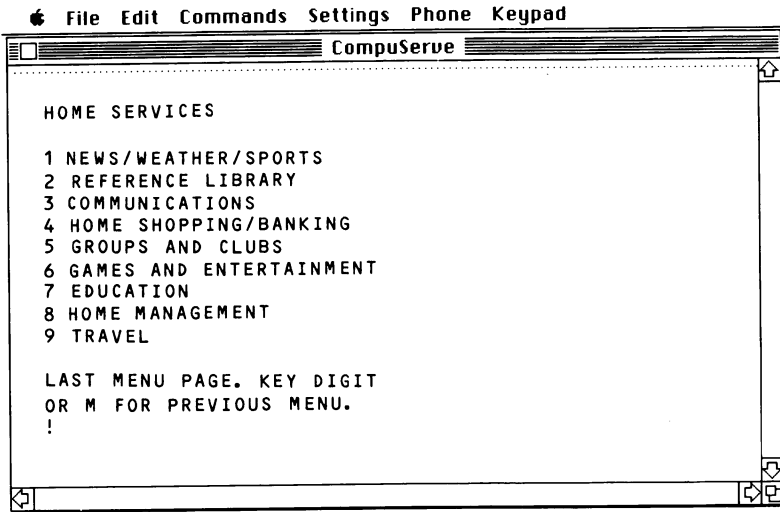 File Edit Commands Settings Phone Keypad
CompuServe
HOME SERVICES
1 NEWS/WEATHER/SPORTS
2 REFERENCE LIBRARY
3 COMMUNICATIONS
4 HOME SHOPPING/BANKING
5 GROUPS AND CLUBS
6 GAMES AND ENTERTAINMENT
7 EDUCATION
8 HOME MANAGEMENT
9 TRAVEL
LAST MENU PAGE. KEY DIGIT
OR M FOR PREVIOUS MENU.
!